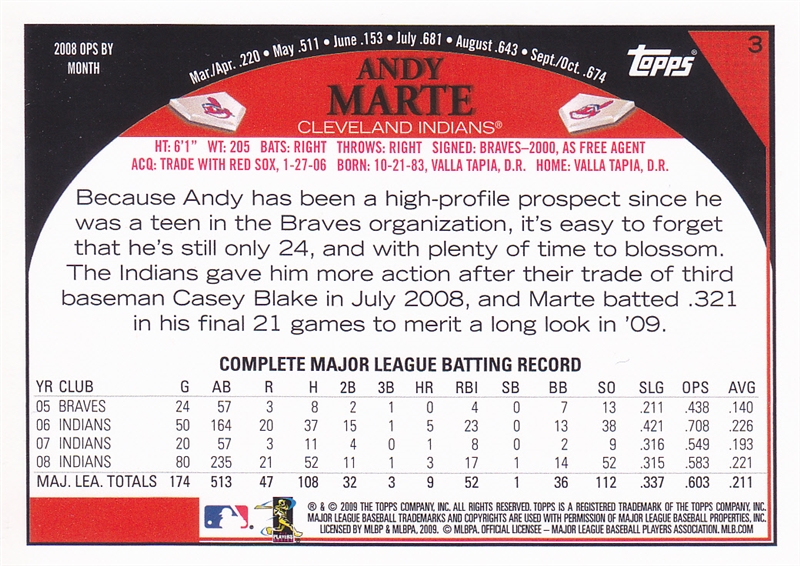 2008 OPS BY
MONTH
Mar./Apr. .220 • May .511 • June .153 • July .681 • August .643 • Sept./Oct. .674
Topps®
3
ANDY
MARTE
CLEVELAND INDIANS®
HT: 6'1" WT: 205 BATS: RIGHT THROWS: RIGHT SIGNED: BRAVES–2000, AS FREE AGENT
ACQ: TRADE WITH RED SOX, 1-27-06 BORN: 10-21-83, VALLA TAPIA, D.R. HOME: VALLA TAPIA, D.R.
Because Andy has been a high-profile prospect since he
was a teen in the Braves organization, it's easy to forget
that he's still only 24, and with plenty of time to blossom.
The Indians gave him more action after their trade of third
baseman Casey Blake in July 2008, and Marte batted .321
in his final 21 games to merit a long look in '09.
COMPLETE MAJOR LEAGUE BATTING RECORD
YR CLUB G AB R H 2B 3B HR RBI SB BB SO SLG OPS AVG
05 BRAVES 24 57 3 8 2 1 0 4 0 7 13 .211 .438 .140
06 INDIANS 50 164 20 37 15 1 5 23 0 13 38 .421 .708 .226
07 INDIANS 20 57 3 11 4 0 1 8 0 2 9 .316 .549 .193
08 INDIANS 80 235 21 52 11 1 3 17 1 14 52 .315 .583 .221
MAJ. LEA. TOTALS 174 513 47 108 32 3 9 52 1 36 112 .337 .603 .211
PLAYERS
® & © 2009 THE TOPPS COMPANY, INC. ALL RIGHTS RESERVED. TOPPS IS A REGISTERED TRADEMARK OF THE TOPPS COMPANY, INC.
MAJOR LEAGUE BASEBALL TRADEMARKS AND COPYRIGHTS ARE USED WITH PERMISSION OF MAJOR LEAGUE BASEBALL PROPERTIES, INC.
LICENSED BY MLBP & MLBPA, 2009. © MLBPA. OFFICIAL LICENSEE – MAJOR LEAGUE BASEBALL PLAYERS ASSOCIATION. MLB.COM